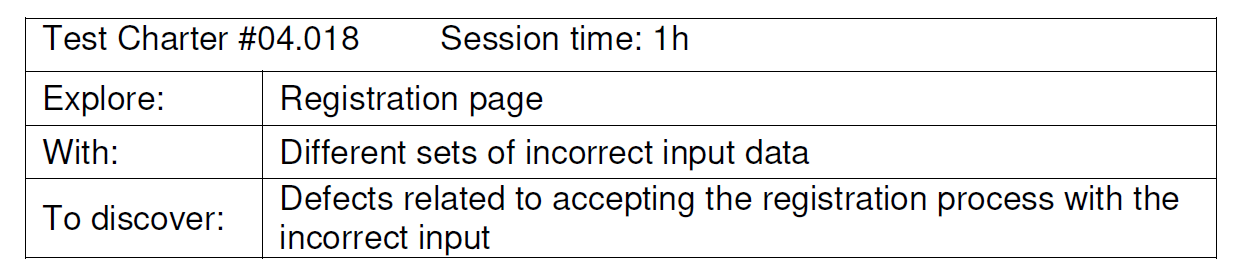 Test Charter #04.018 Session time: 1h
Explore: Registration page
With: Different sets of incorrect input data
To discover: Defects related to accepting the registration process with the
incorrect input